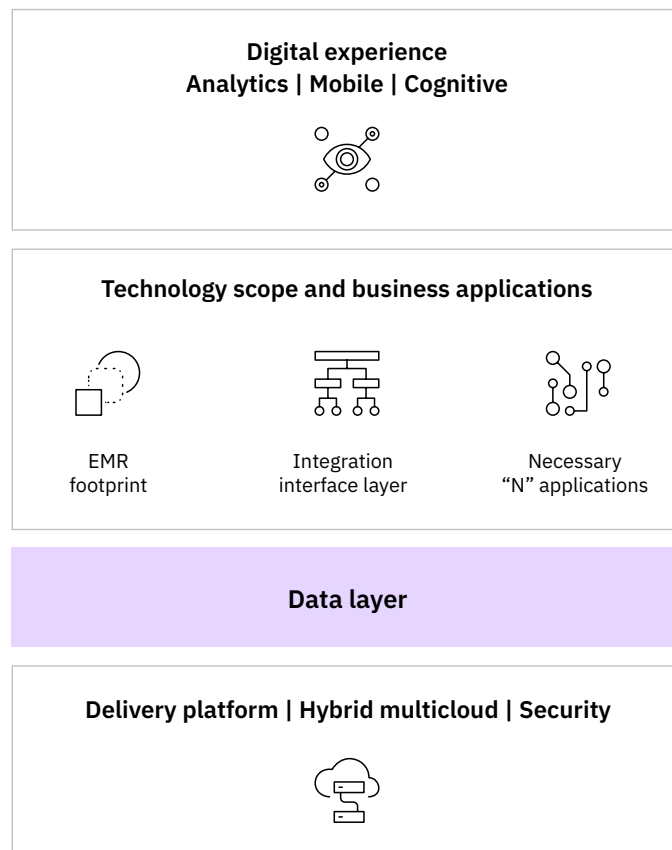 Digital experience
Analytics | Mobile | Cognitive
Technology scope and business applications
EMR
footprint
Integration
interface layer
Necessary
“N” applications
Data layer
Delivery platform | Hybrid multicloud | Security